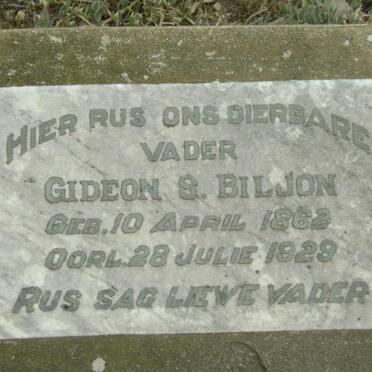 HIER RUS ONS DIERBARE
VADER
GIDEON S. BILJON
GEB. 10 APRIL 1862
OORL. 28 JULIE 1929
RUS SAG LIEWE VADER